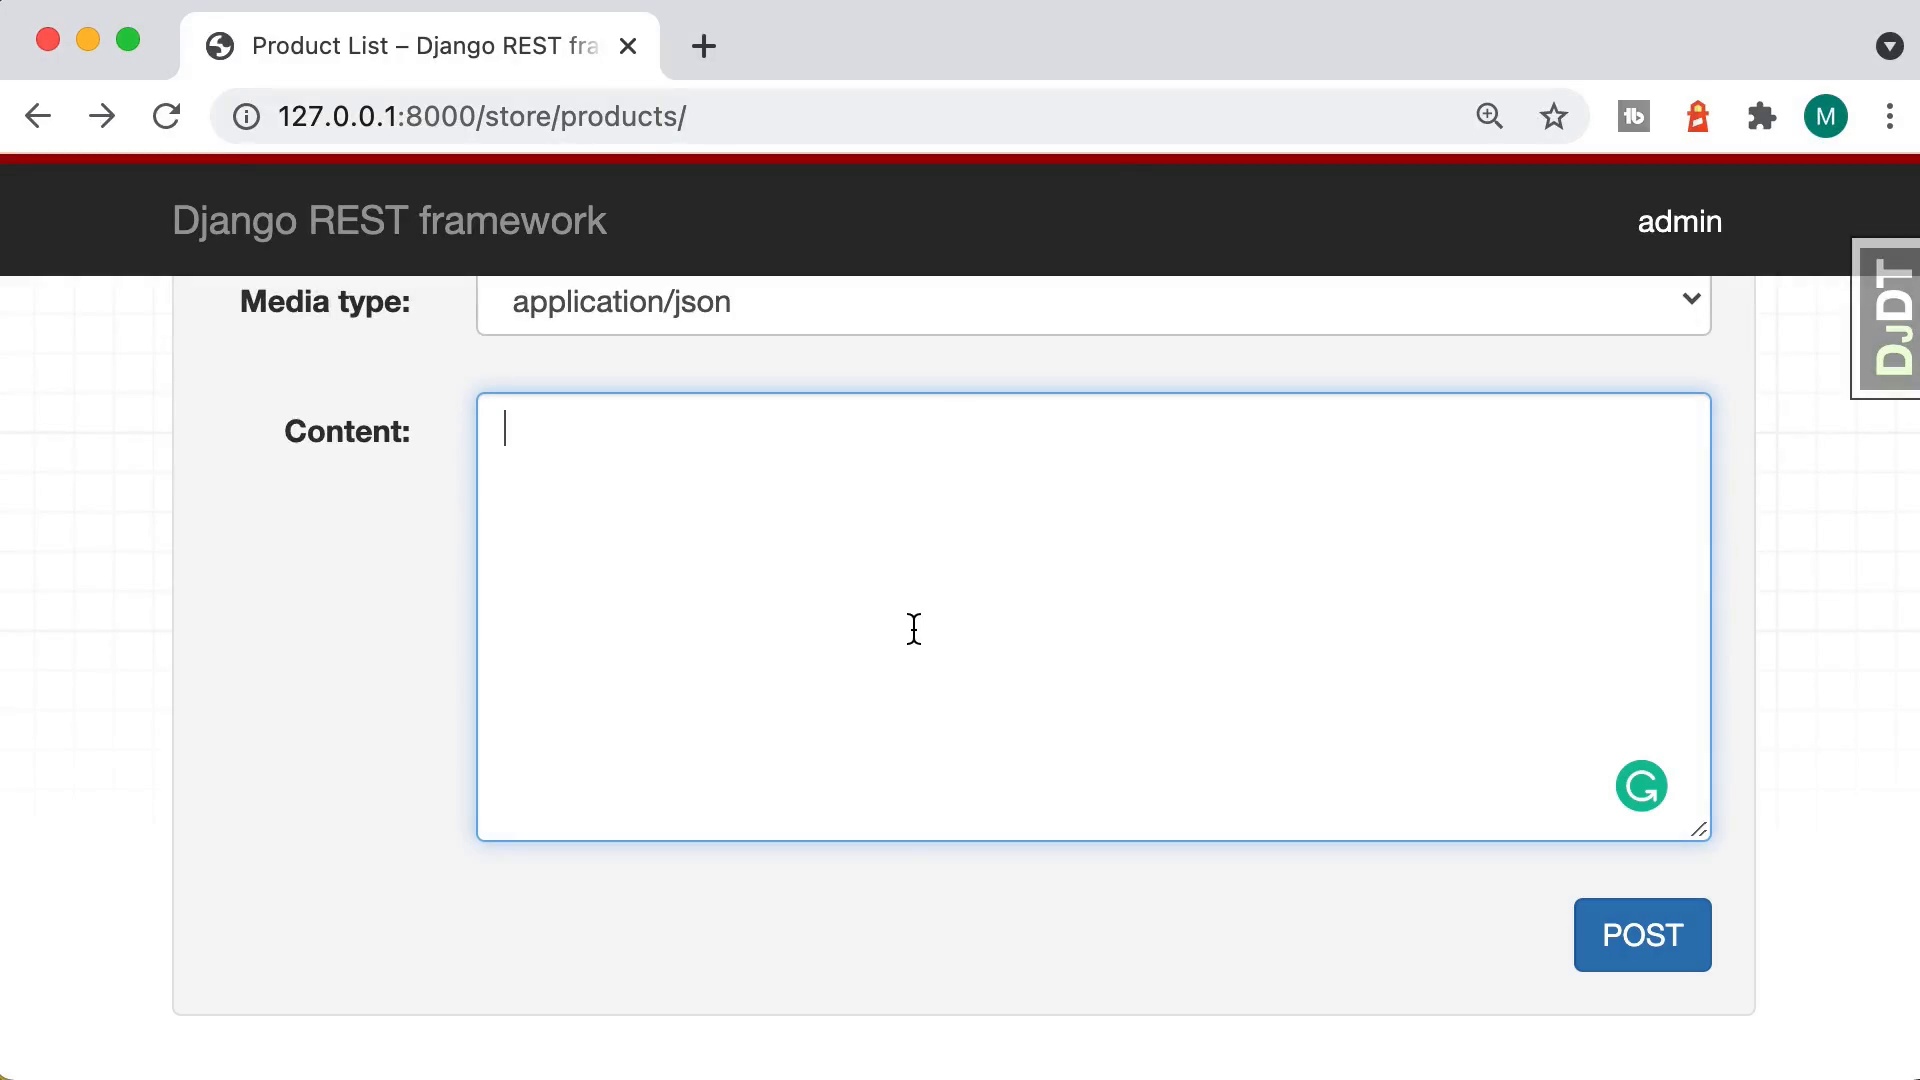 Product List – Django REST fra
127.0.0.1:8000/store/products/
M
Django REST framework
admin
DJDT
Media type:
application/json
Content:
POST